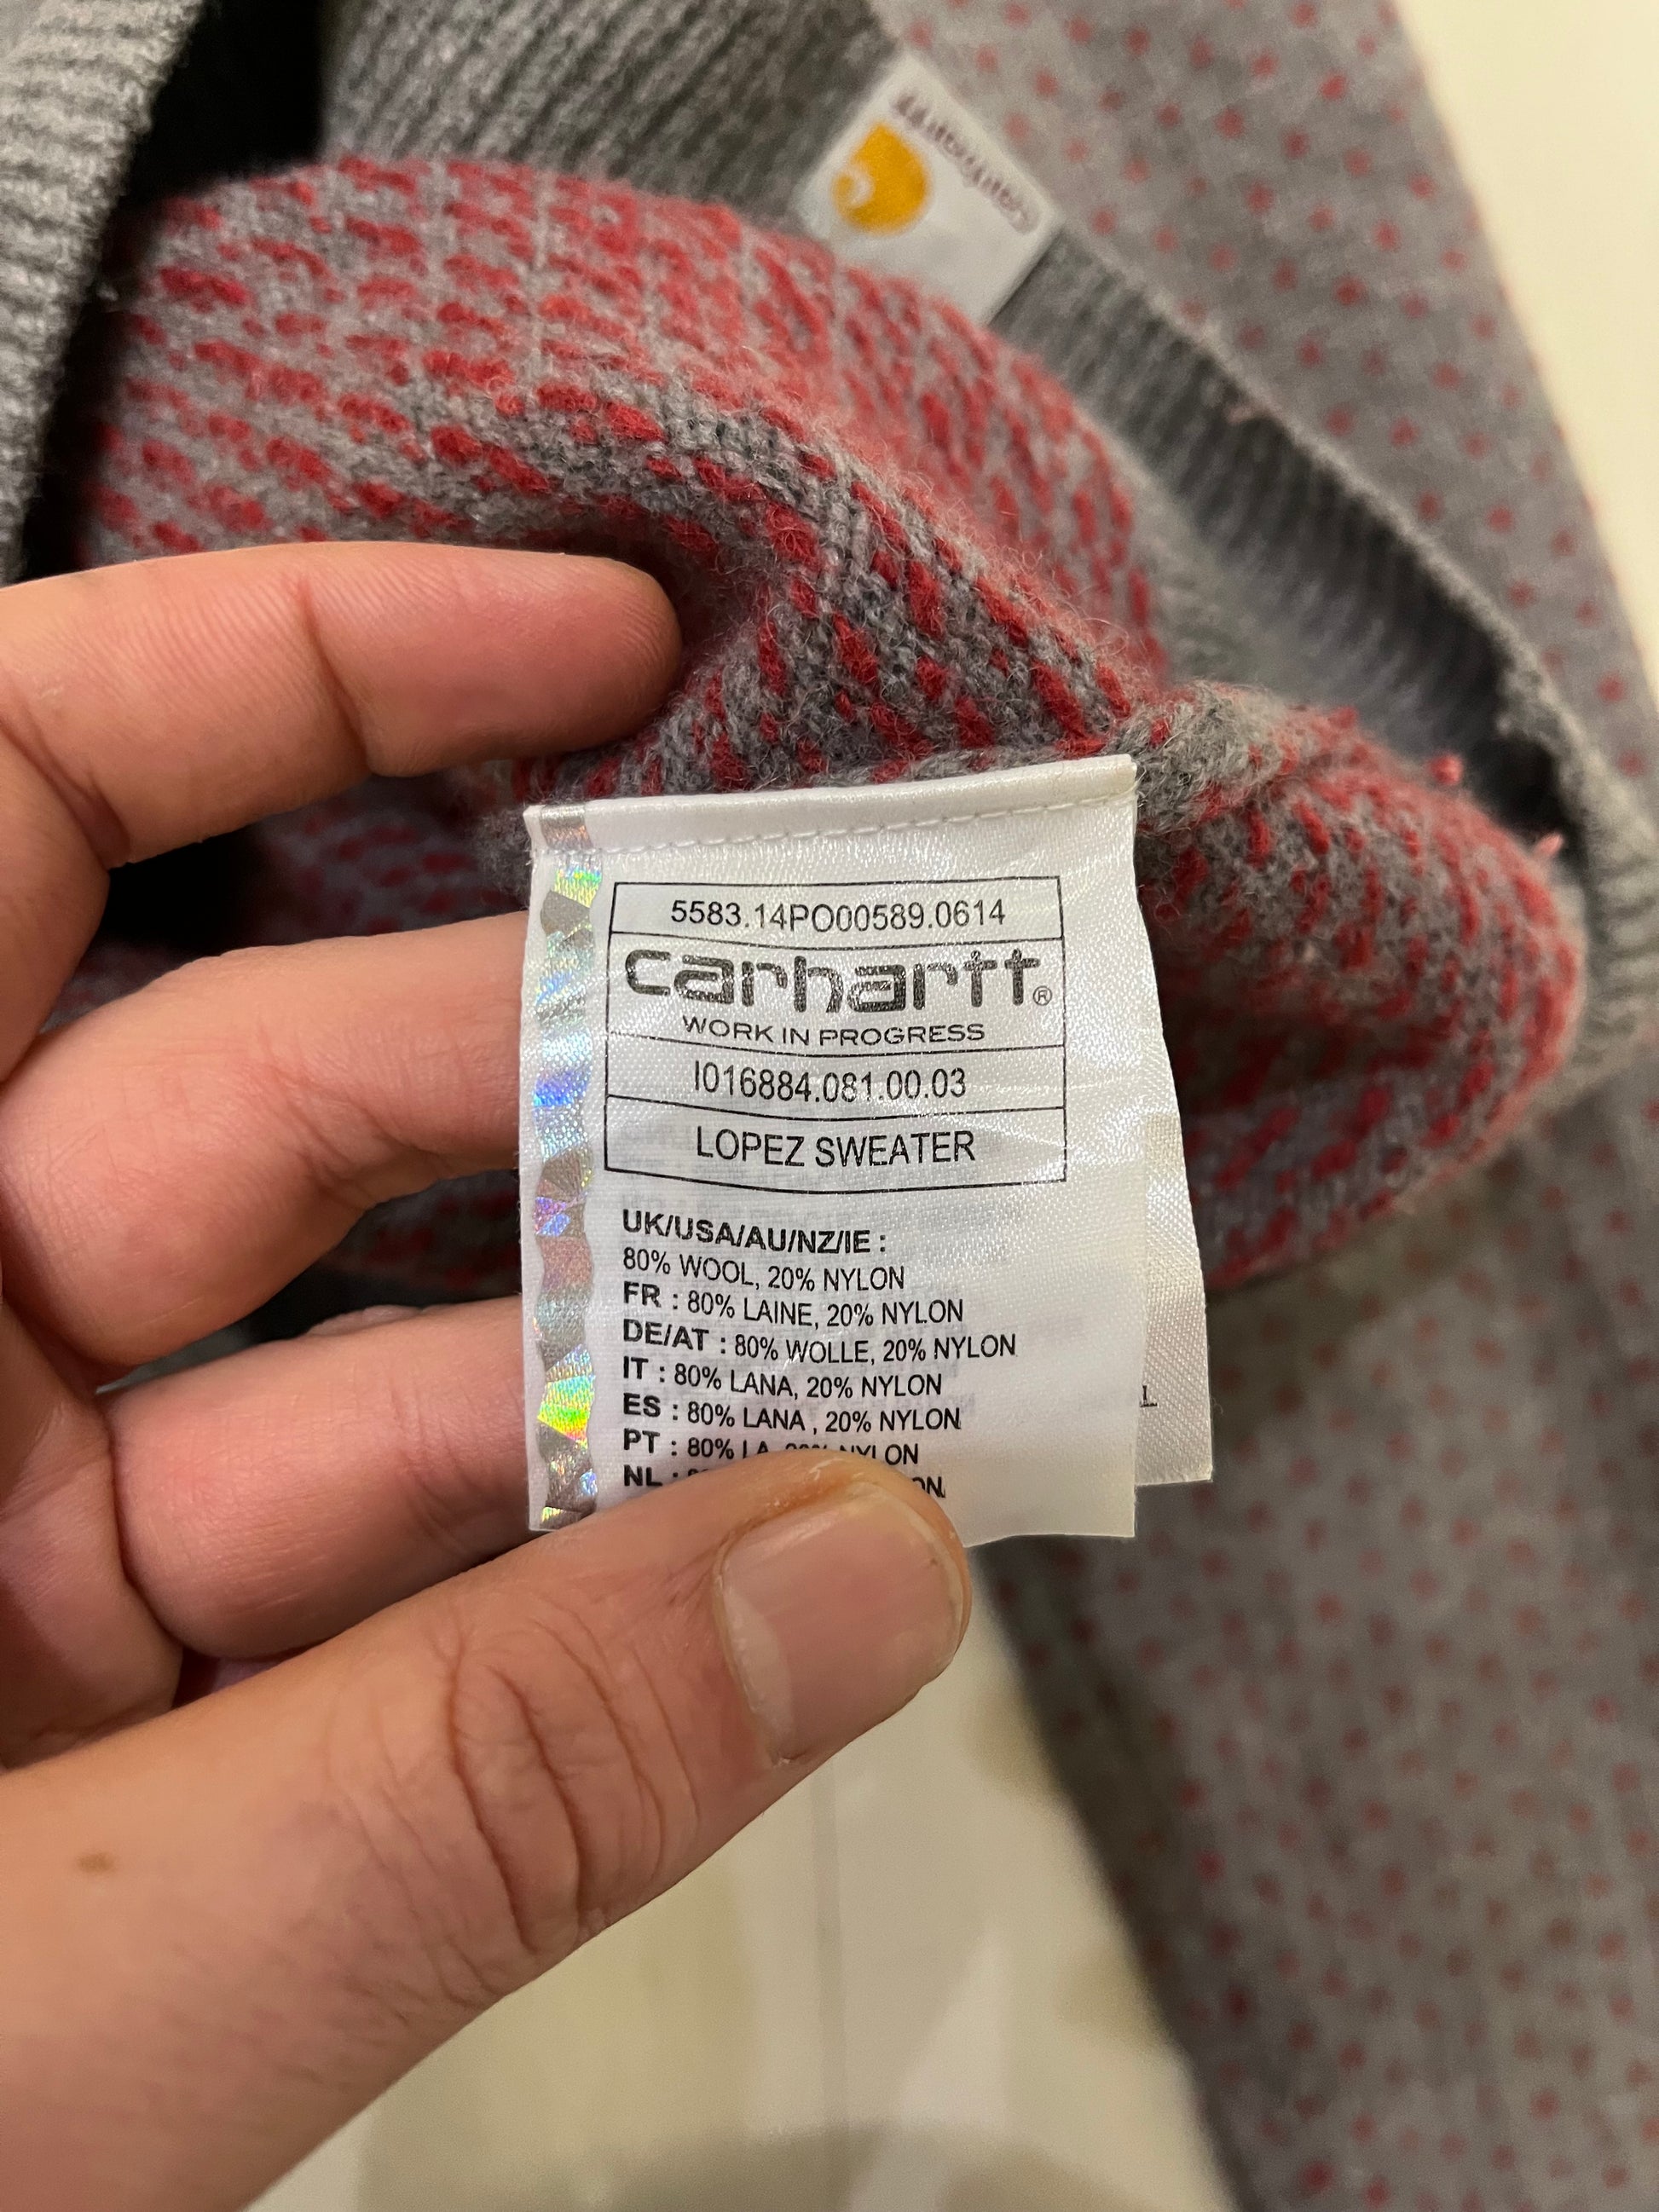 carhartt
5583.14PO00589.0614
carhartt®
WORK IN PROGRESS
I016884.081.00.03
LOPEZ SWEATER
UK/USA/AU/NZ/IE :
80% WOOL, 20% NYLON
FR : 80% LAINE, 20% NYLON
DE/AT : 80% WOLLE, 20% NYLON
IT : 80% LANA, 20% NYLON
ES : 80% LANA , 20% NYLON
PT : 80% NYLON
NL :